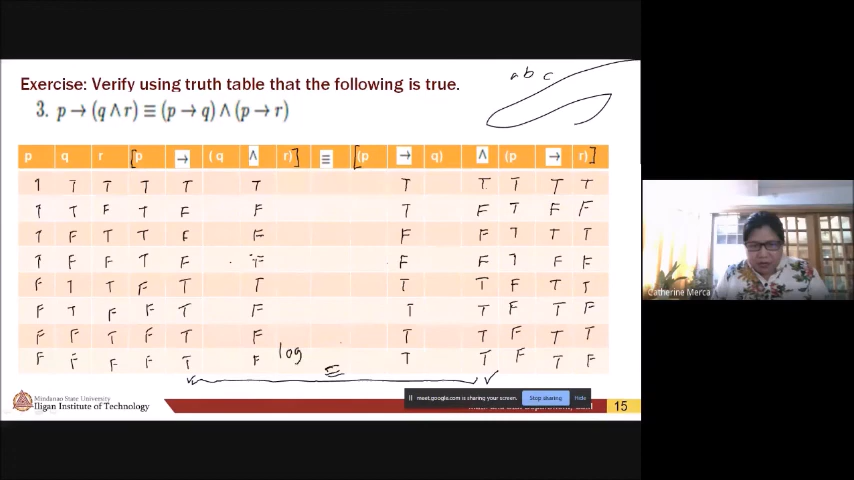 a b c
Exercise: Verify using truth table that the following is true.
3. p → (q ∧ r) ≡ (p → q) ∧ (p → r)
p q r [p → (q ∧ r)] ≡ [(p → q) ∧ (p → r)]
T T T T T T T T T T T
T T F T F F T F T F F
T F T T F F F F T T T
T F F T F F F F T F F
F T T F T T T T F T T
F T F F T F T T F T F
F F T F T F T T F T T
F F F F T F T T F T F
log
≡ ✓
Catherine Merca
Mindanao State University
Iligan Institute of Technology
meet.google.com is sharing your screen. Stop sharing Hide
15